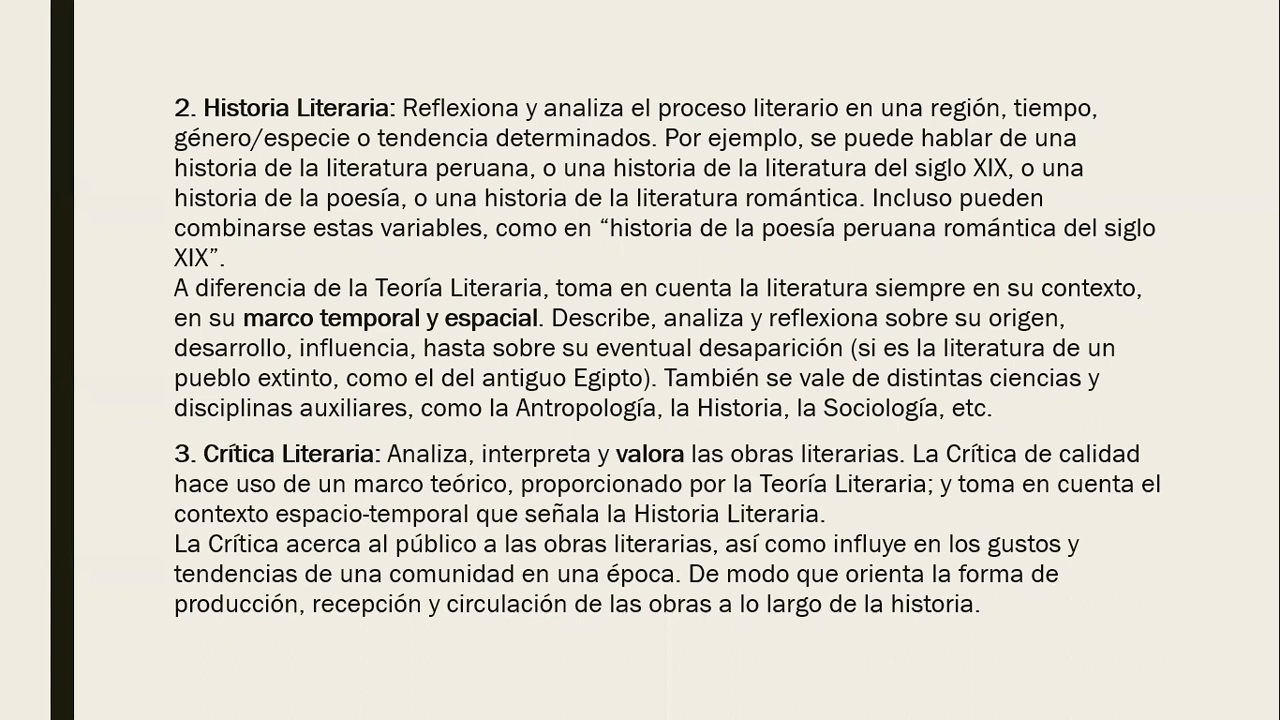 2. Historia Literaria: Reflexiona y analiza el proceso literario en una región, tiempo,
género/especie o tendencia determinados. Por ejemplo, se puede hablar de una
historia de la literatura peruana, o una historia de la literatura del siglo XIX, o una
historia de la poesía, o una historia de la literatura romántica. Incluso pueden
combinarse estas variables, como en “historia de la poesía peruana romántica del siglo
XIX”.
A diferencia de la Teoría Literaria, toma en cuenta la literatura siempre en su contexto,
en su marco temporal y espacial. Describe, analiza y reflexiona sobre su origen,
desarrollo, influencia, hasta sobre su eventual desaparición (si es la literatura de un
pueblo extinto, como el del antiguo Egipto). También se vale de distintas ciencias y
disciplinas auxiliares, como la Antropología, la Historia, la Sociología, etc.
3. Crítica Literaria: Analiza, interpreta y valora las obras literarias. La Crítica de calidad
hace uso de un marco teórico, proporcionado por la Teoría Literaria; y toma en cuenta el
contexto espacio-temporal que señala la Historia Literaria.
La Crítica acerca al público a las obras literarias, así como influye en los gustos y
tendencias de una comunidad en una época. De modo que orienta la forma de
producción, recepción y circulación de las obras a lo largo de la historia.